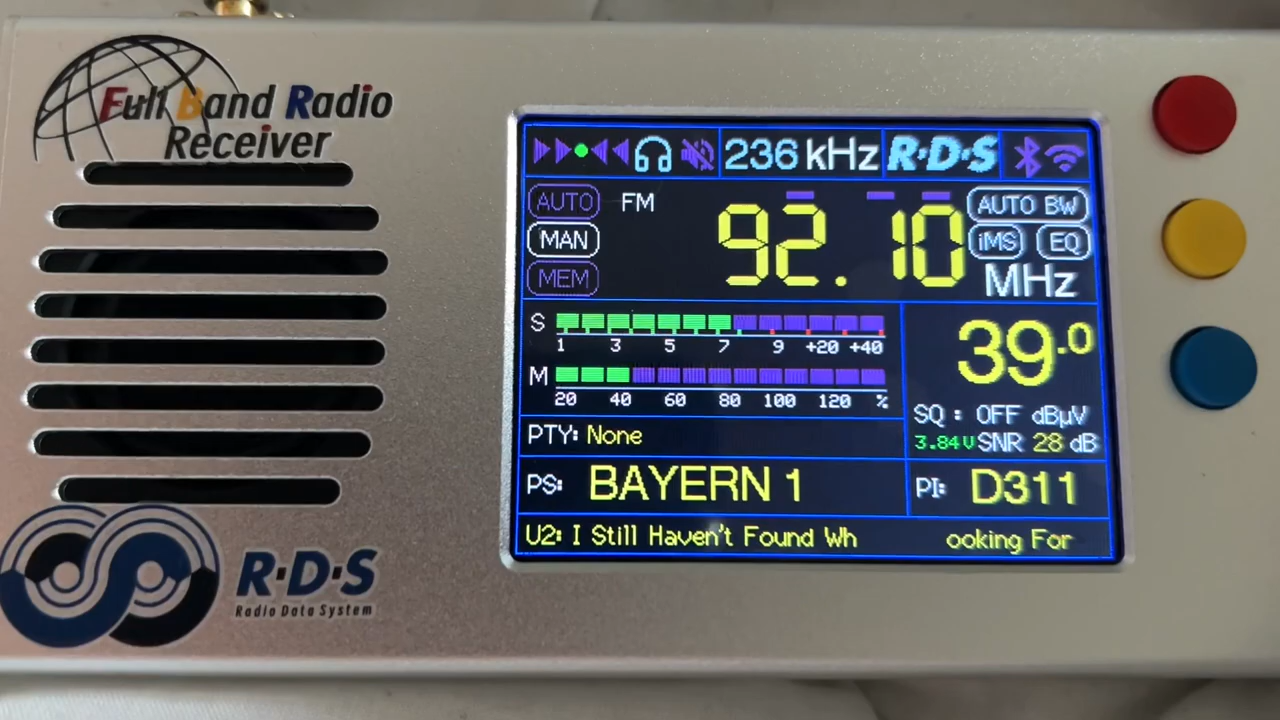 Full Band Radio
Receiver
236 kHz R·D·S
AUTO FM 92.10 AUTO BW
MAN iMS EQ
MEM MHz
S
1 3 5 7 9 +20 +40
39.0
M
20 40 60 80 100 120 %
SQ : OFF dBµV
PTY: None
3.84V SNR 28 dB
PS: BAYERN 1 PI: D311
U2: I Still Haven't Found Wh ooking For
R·D·S
Radio Data System